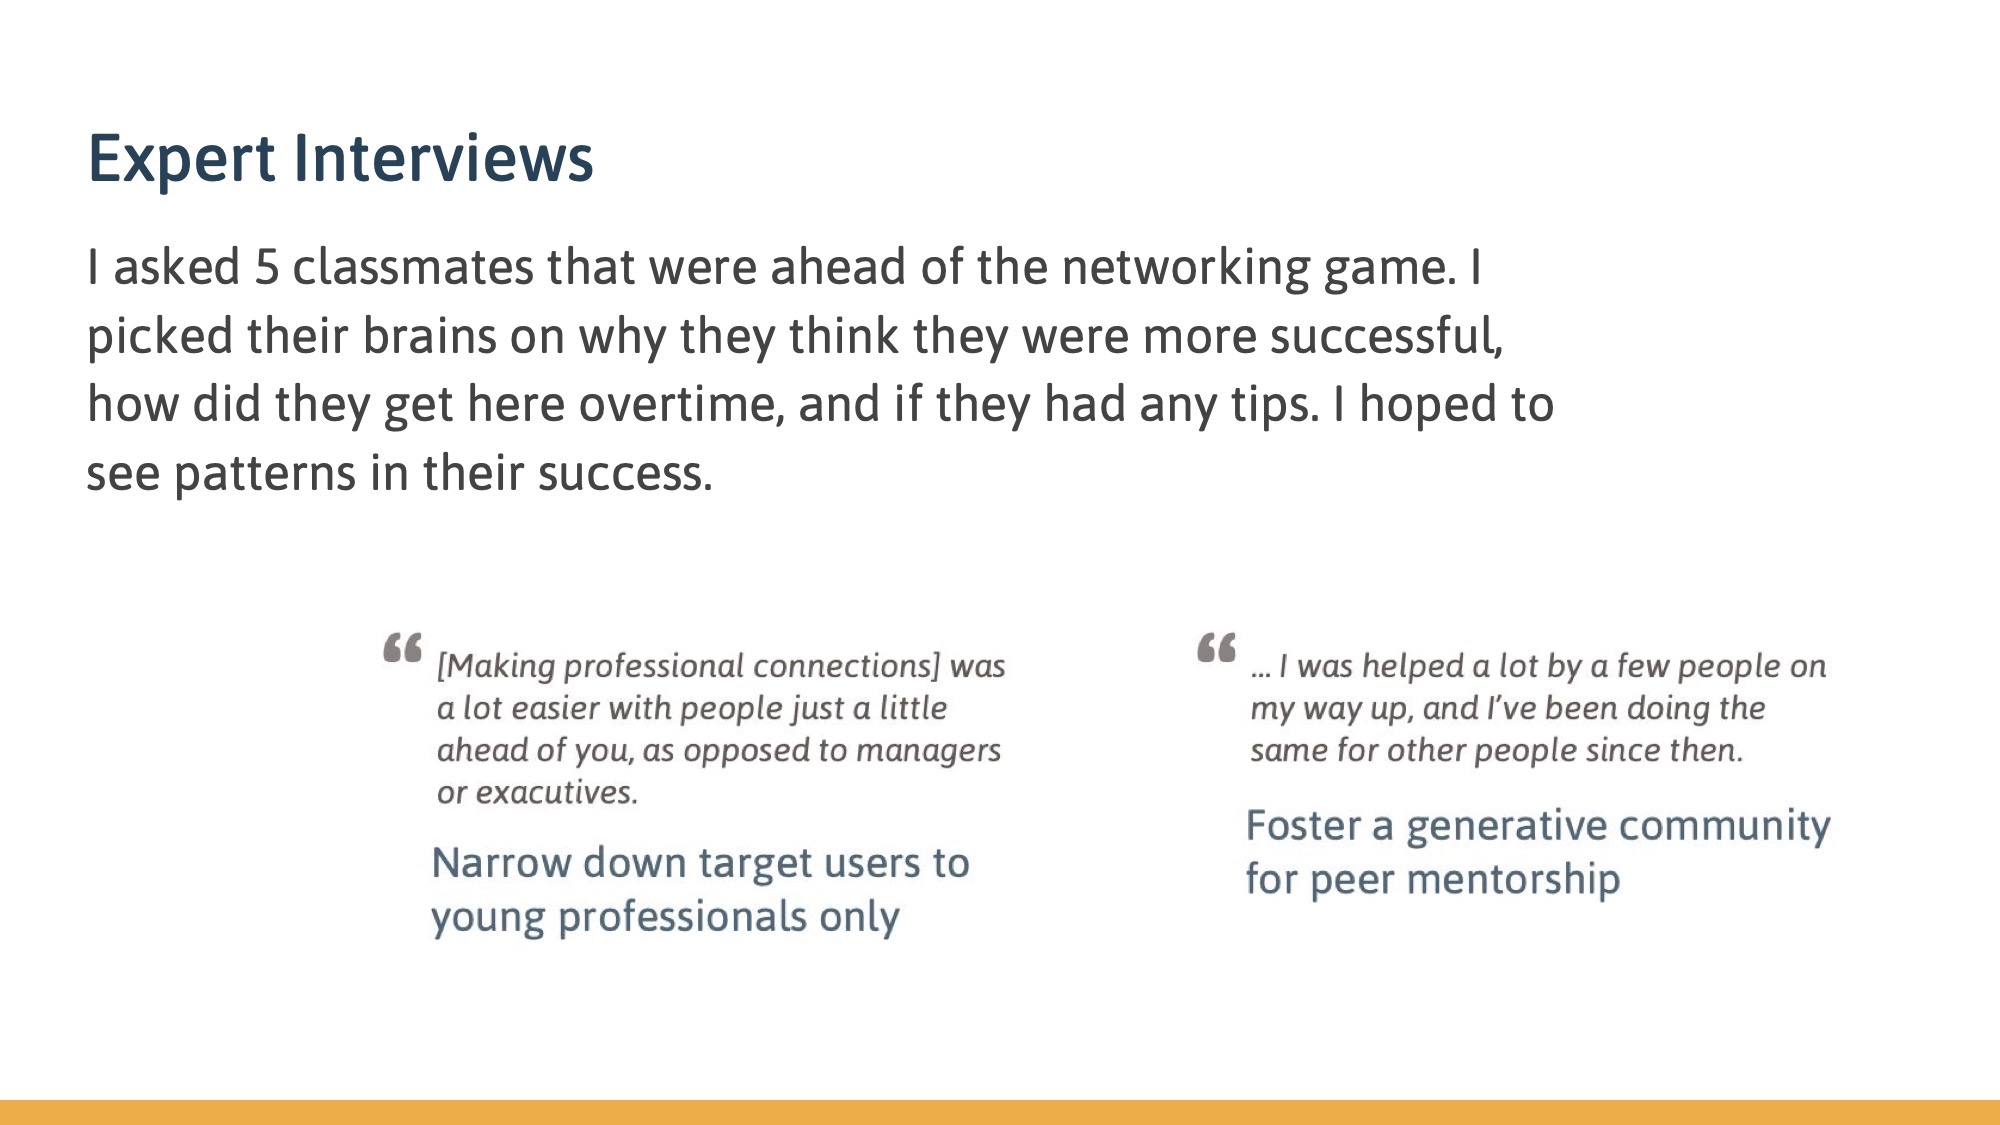 Expert Interviews
I asked 5 classmates that were ahead of the networking game. I
picked their brains on why they think they were more successful,
how did they get here overtime, and if they had any tips. I hoped to
see patterns in their success.
“ [Making professional connections] was
a lot easier with people just a little
ahead of you, as opposed to managers
or exacutives.
Narrow down target users to
young professionals only
“ ... I was helped a lot by a few people on
my way up, and I’ve been doing the
same for other people since then.
Foster a generative community
for peer mentorship